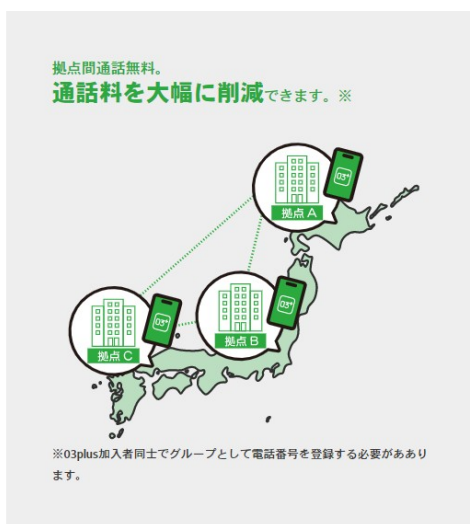 拠点間通話無料。
通話料を大幅に削減できます。※
03+
拠点 A
03+
拠点 B
03+
拠点 C
※03plus加入者同士でグループとして電話番号を登録する必要がああり
ます。